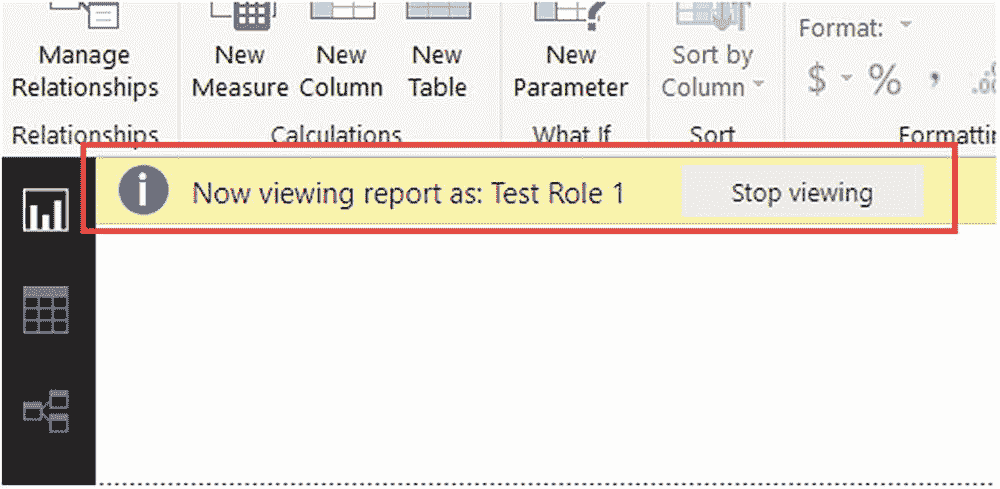 Manage Relationships
New Measure
New Column
New Table
New Parameter
Sort by Column
Format:
$ % ,
Relationships
Calculations
What If
Sort
Now viewing report as: Test Role 1
Stop viewing